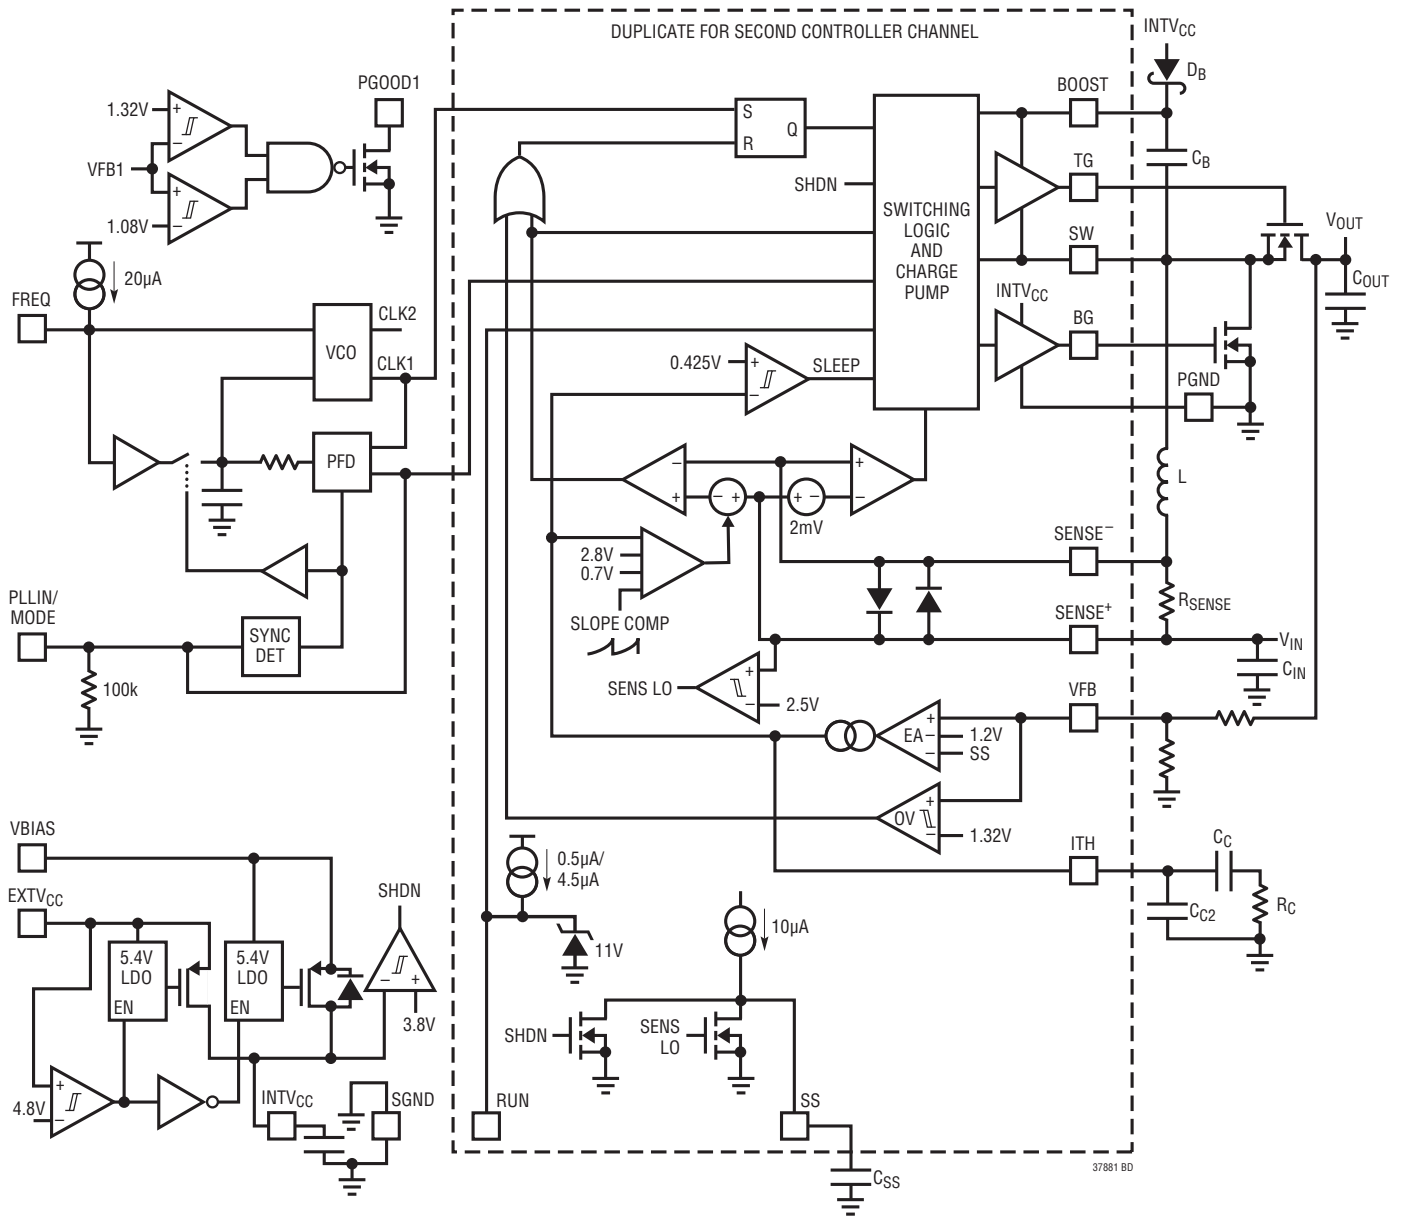 DUPLICATE FOR SECOND CONTROLLER CHANNEL
INTVCC
DB
PGOOD1
BOOST
1.32V
+
S
Q
R
CB
VFB1
−
+
TG
SHDN
1.08V
−
SWITCHING
LOGIC
AND
CHARGE
PUMP
VOUT
SW
20µA
COUT
FREQ
INTVCC
CLK2
BG
VCO
CLK1
0.425V
+
−
SLEEP
PGND
PFD
−
+
− +
+ −
2mV
+
−
L
2.8V
0.7V
SENSE−
PLLIN/
MODE
RSENSE
SLOPE COMP
SENSE+
SYNC
DET
VIN
CIN
100k
SENS LO
+
−
2.5V
VFB
+
EA−
−
1.2V
SS
+
OV
−
1.32V
VBIAS
ITH
CC
0.5µA/
4.5µA
EXTVCC
SHDN
RC
CC2
10µA
11V
5.4V
LDO
EN
5.4V
LDO
EN
−
+
3.8V
SHDN
SENS
LO
+
4.8V
−
INTVCC
SGND
RUN
SS
37881 BD
CSS